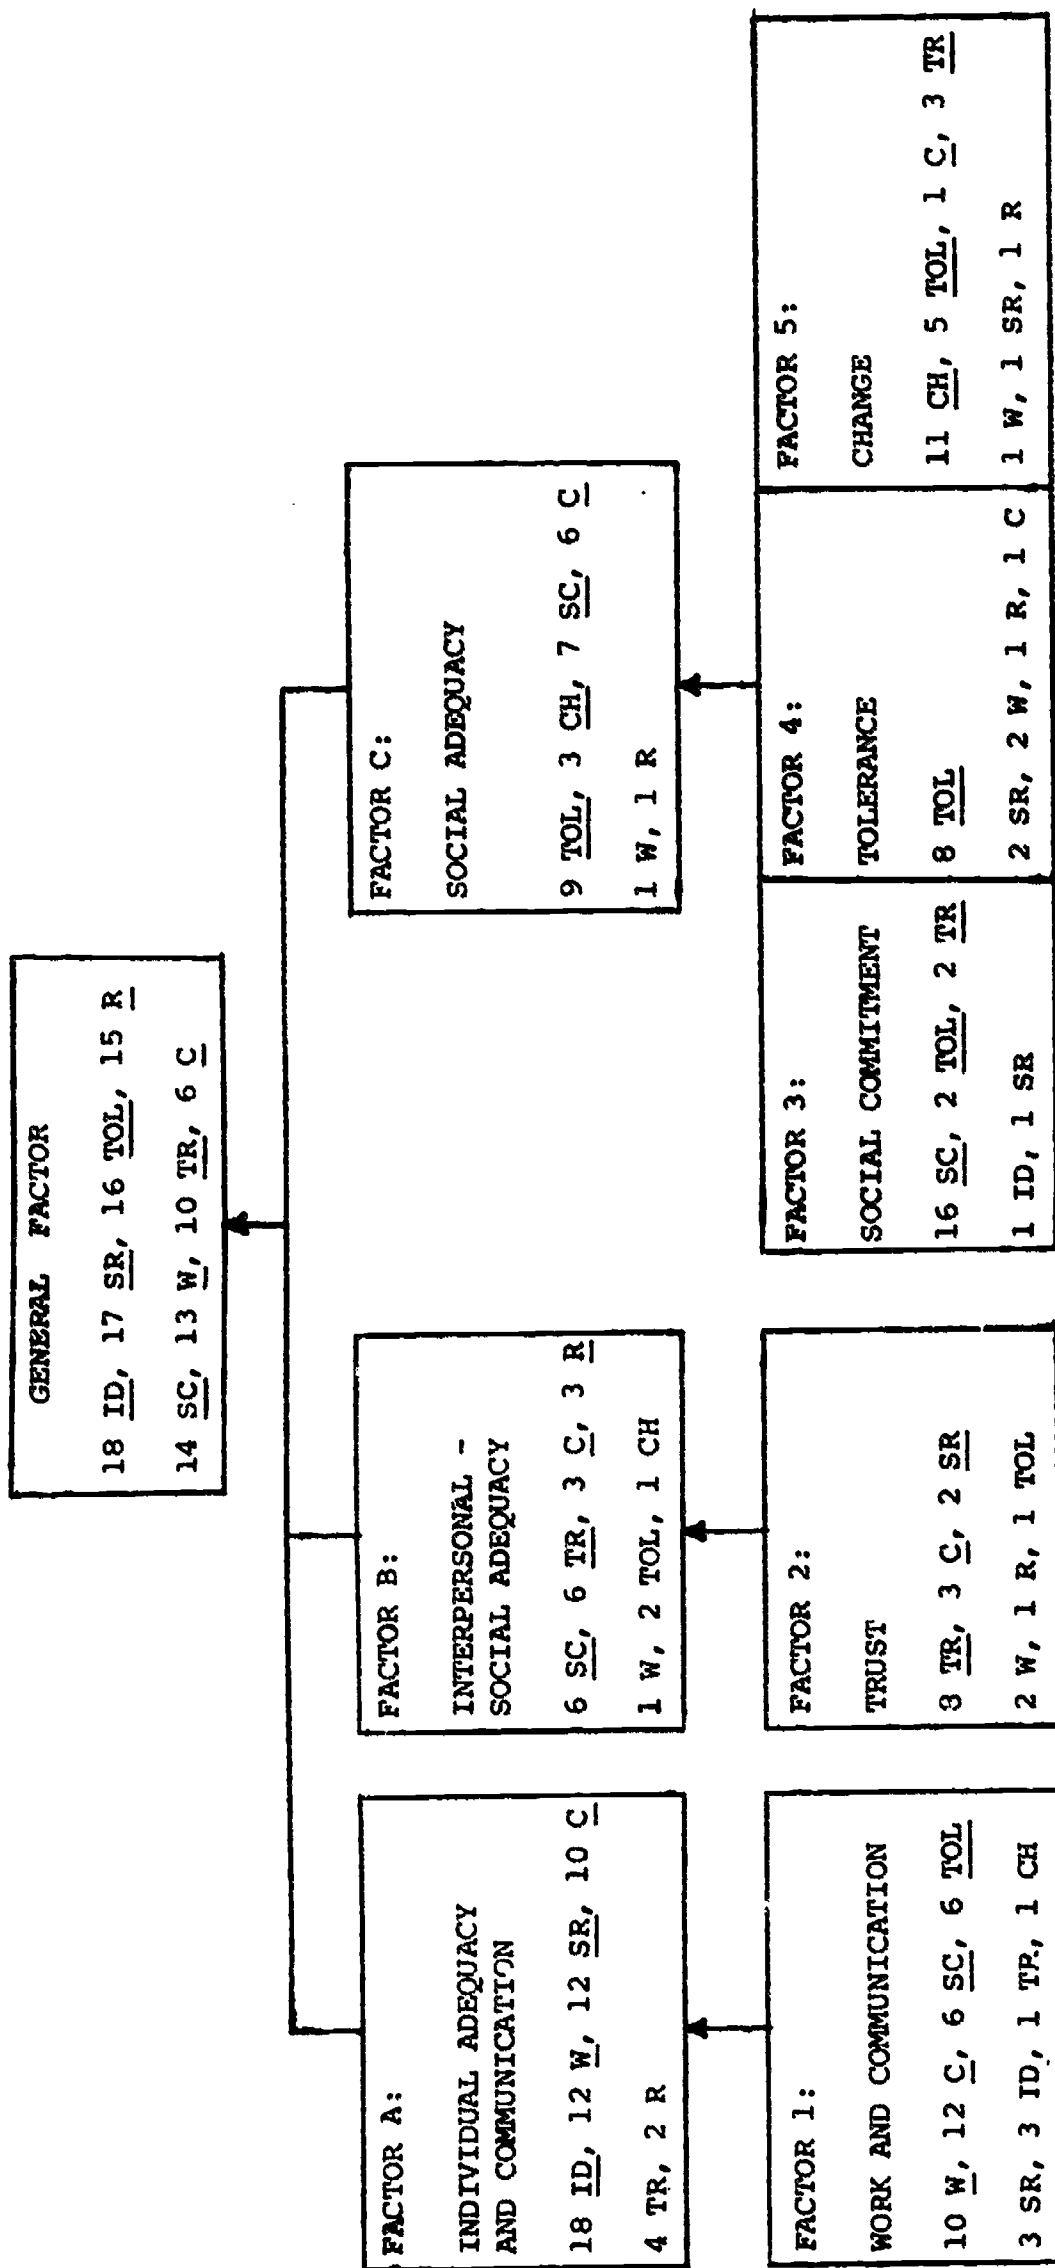 GENERAL FACTOR
18 ID, 17 SR, 16 TOL, 15 R
14 SC, 13 W, 10 TR, 6 C
FACTOR A:
INDIVIDUAL ADEQUACY
AND COMMUNICATION
18 ID, 12 W, 12 SR, 10 C
4 TR, 2 R
FACTOR B:
INTERPERSONAL -
SOCIAL ADEQUACY
6 SC, 6 TR, 3 C, 3 R
1 W, 2 TOL, 1 CH
FACTOR C:
SOCIAL ADEQUACY
9 TOL, 3 CH, 7 SC, 6 C
1 W, 1 R
FACTOR 1:
WORK AND COMMUNICATION
10 W, 12 C, 6 SC, 6 TOL
3 SR, 3 ID, 1 TR, 1 CH
FACTOR 2:
TRUST
8 TR, 3 C, 2 SR
2 W, 1 R, 1 TOL
FACTOR 3:
SOCIAL COMMITMENT
16 SC, 2 TOL, 2 TR
1 ID, 1 SR
FACTOR 4:
TOLERANCE
8 TOL
2 SR, 2 W, 1 R, 1 C
FACTOR 5:
CHANGE
11 CH, 5 TOL, 1 C, 3 TR
1 W, 1 SR, 1 R